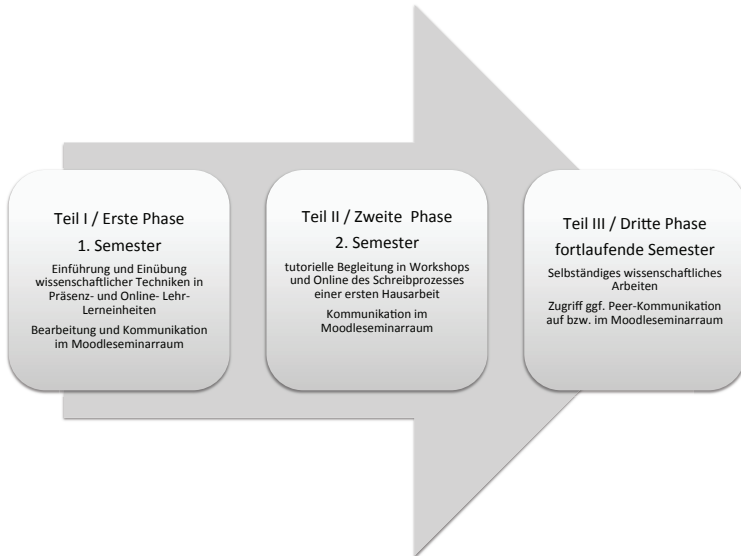 Teil I / Erste Phase
1. Semester
Einführung und Einübung
wissenschaftlicher Techniken in
Präsenz- und Online- Lehr-
Lerneinheiten
Bearbeitung und Kommunikation
im Moodleseminarraum
Teil II / Zweite Phase
2. Semester
tutorielle Begleitung in Workshops
und Online des Schreibprozesses
einer ersten Hausarbeit
Kommunikation im
Moodleseminarraum
Teil III / Dritte Phase
fortlaufende Semester
Selbständiges wissenschaftliches
Arbeiten
Zugriff ggf. Peer-Kommunikation
auf bzw. im Moodleseminarraum